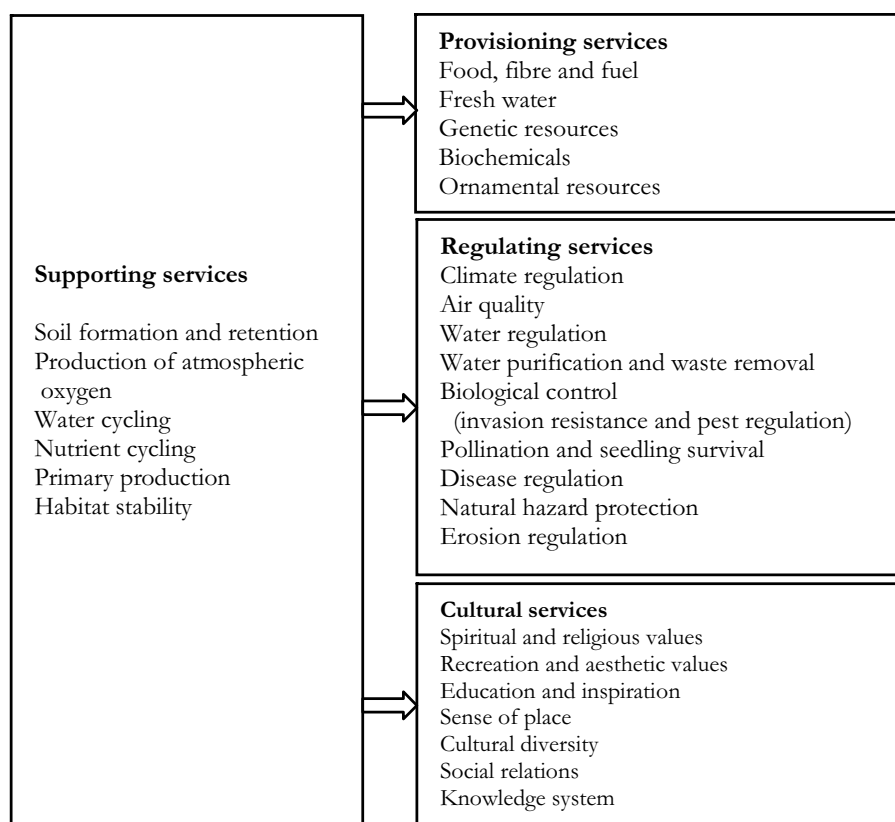 Supporting services
Soil formation and retention
Production of atmospheric
oxygen
Water cycling
Nutrient cycling
Primary production
Habitat stability
Provisioning services
Food, fibre and fuel
Fresh water
Genetic resources
Biochemicals
Ornamental resources
Regulating services
Climate regulation
Air quality
Water regulation
Water purification and waste removal
Biological control
(invasion resistance and pest regulation)
Pollination and seedling survival
Disease regulation
Natural hazard protection
Erosion regulation
Cultural services
Spiritual and religious values
Recreation and aesthetic values
Education and inspiration
Sense of place
Cultural diversity
Social relations
Knowledge system